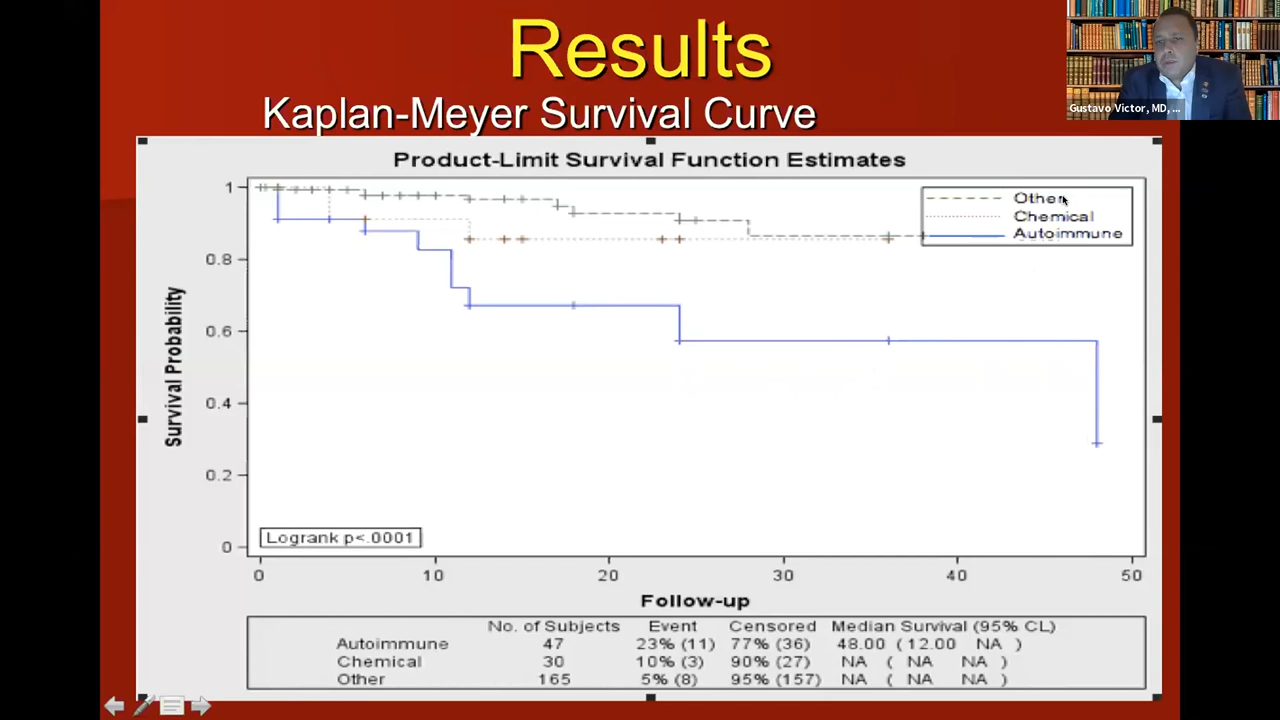 Results
Gustavo Victor, MD, ...
Kaplan-Meyer Survival Curve
Product-Limit Survival Function Estimates
Other
Chemical
Autoimmune
Survival Probability
1
0.8
0.6
0.4
0.2
0
Logrank p<.0001
0 10 20 30 40 50
Follow-up
No. of Subjects Event Censored Median Survival (95% CL)
Autoimmune 47 23% (11) 77% (36) 48.00 ( 12.00 NA )
Chemical 30 10% (3) 90% (27) NA ( NA NA )
Other 165 5% (8) 95% (157) NA ( NA NA )